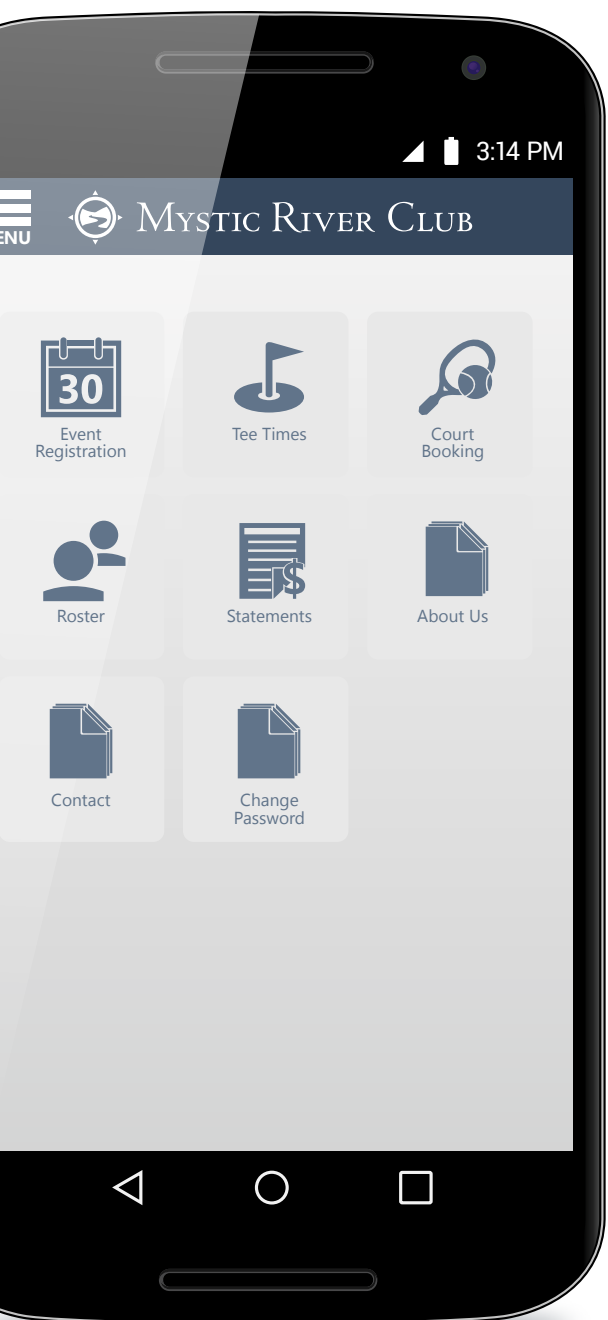 3:14 PM
ENU
Mystic River Club
30
Event
Registration
Tee Times
Court
Booking
Roster
Statements
$
About Us
Contact
Change
Password